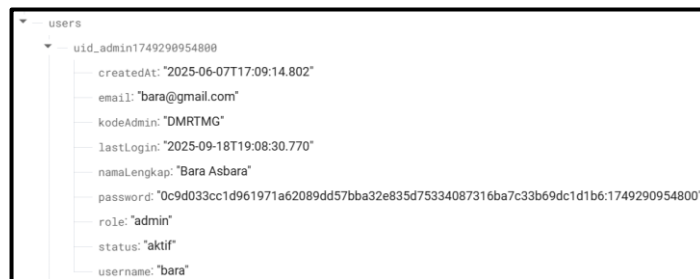 users
uid_admin1749290954800
createdAt: "2025-06-07T17:09:14.802"
email: "bara@gmail.com"
kodeAdmin: "DMRTMG"
lastLogin: "2025-09-18T19:08:30.770"
namaLengkap: "Bara Asbara"
password: "0c9d033cc1d961971a62089dd57bba32e835d75334087316ba7c33b69dc1d1b6:1749290954800"
role: "admin"
status: "aktif"
username: "bara"